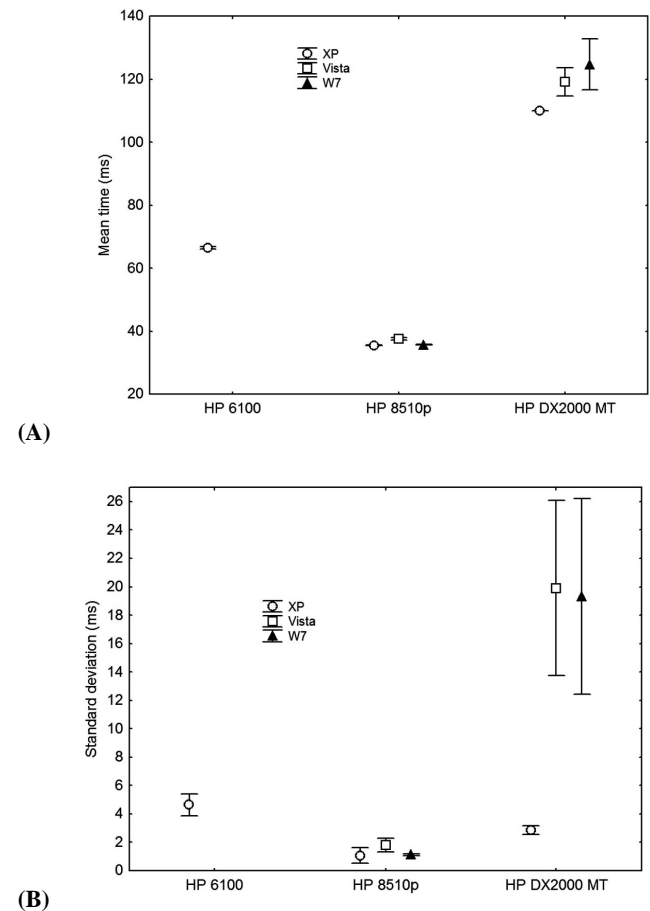 140
120
100
80
60
40
20
Mean time (ms)
XP
Vista
W7
HP 6100 HP 8510p HP DX2000 MT
(A)
26
24
22
20
18
16
14
12
10
8
6
4
2
0
Standard deviation (ms)
XP
Vista
W7
HP 6100 HP 8510p HP DX2000 MT
(B)